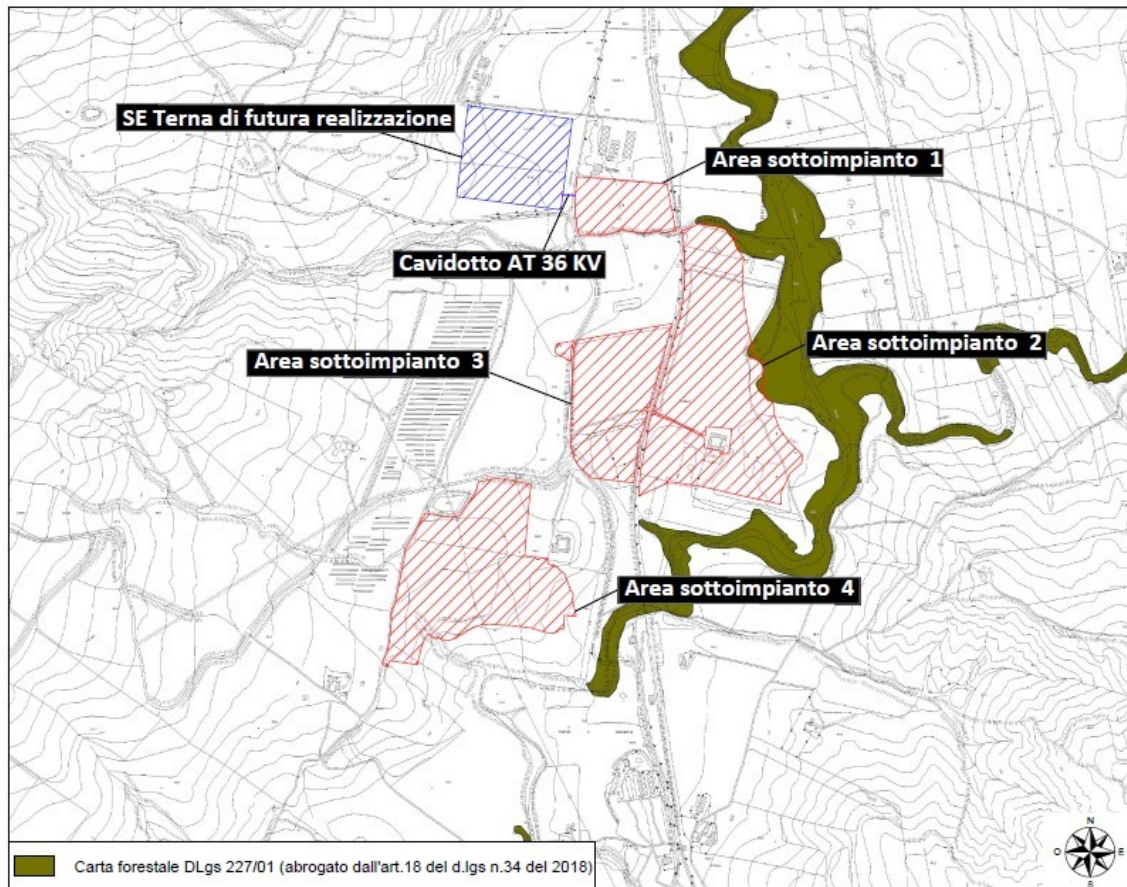 SE Terna di futura realizzazione
Area sottoimpianto 1
Cavidotto AT 36 KV
Area sottoimpianto 2
Area sottoimpianto 3
Area sottoimpianto 4
N
O
E
S
Carta forestale DLgs 227/01 (abrogato dall'art.18 del d.lgs n.34 del 2018)